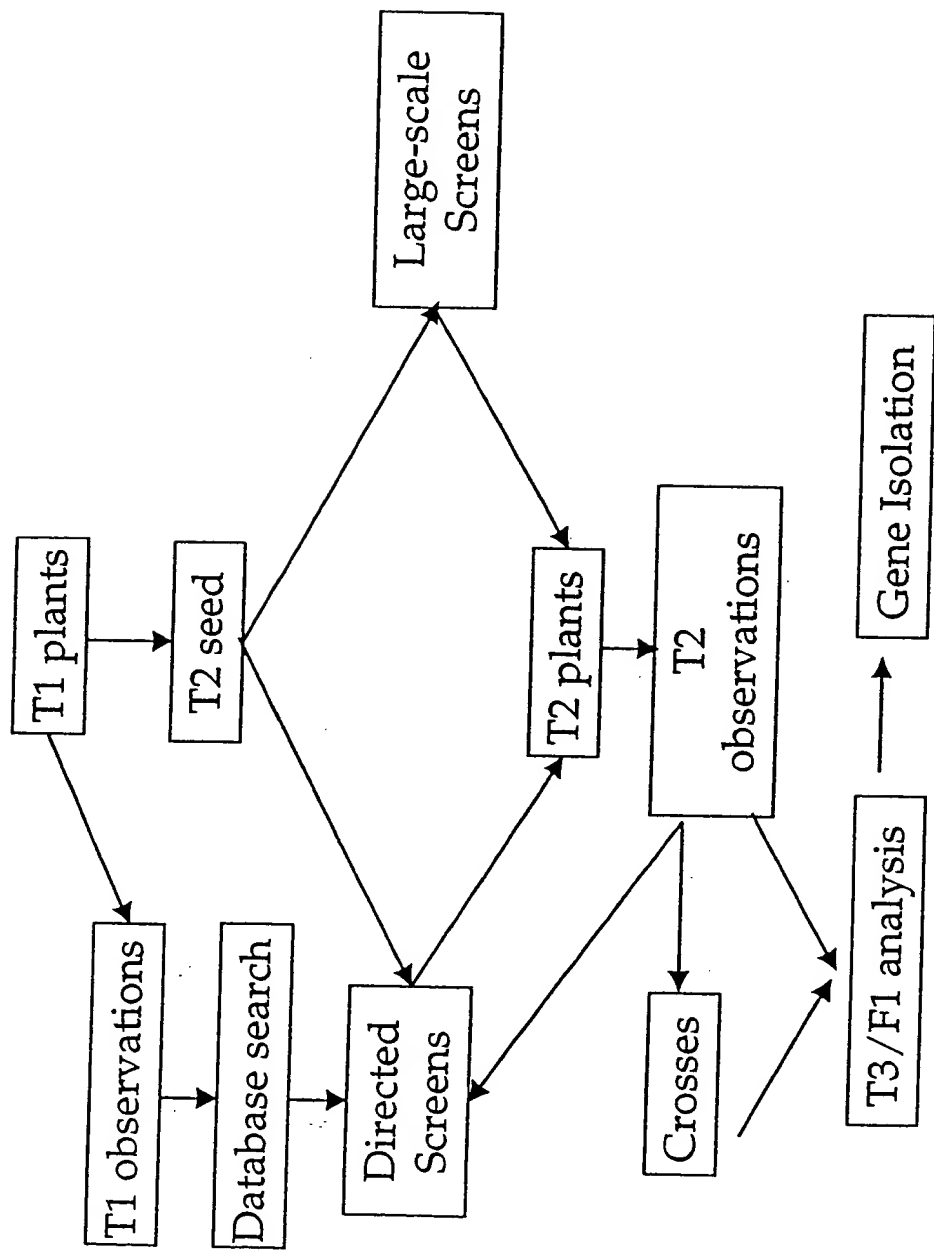 T1 plants
T1 observations
T2 seed
Database search
Directed
Screens
Large-scale
Screens
T2 plants
T2
observations
Crosses
T3/F1 analysis
Gene Isolation